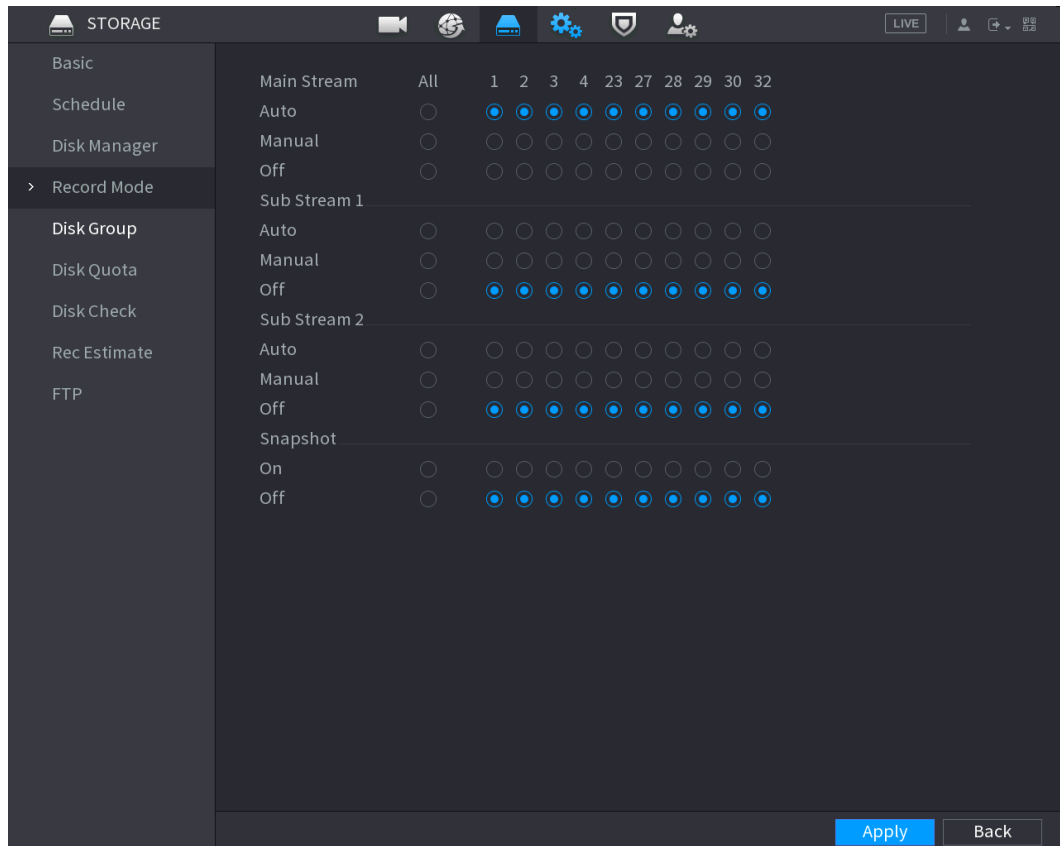 STORAGE LIVE
Basic
Schedule
Disk Manager
Record Mode
Disk Group
Disk Quota
Disk Check
Rec Estimate
FTP
Main Stream All 1 2 3 4 23 27 28 29 30 32
Auto
Manual
Off
Sub Stream 1
Auto
Manual
Off
Sub Stream 2
Auto
Manual
Off
Snapshot
On
Off
Apply Back